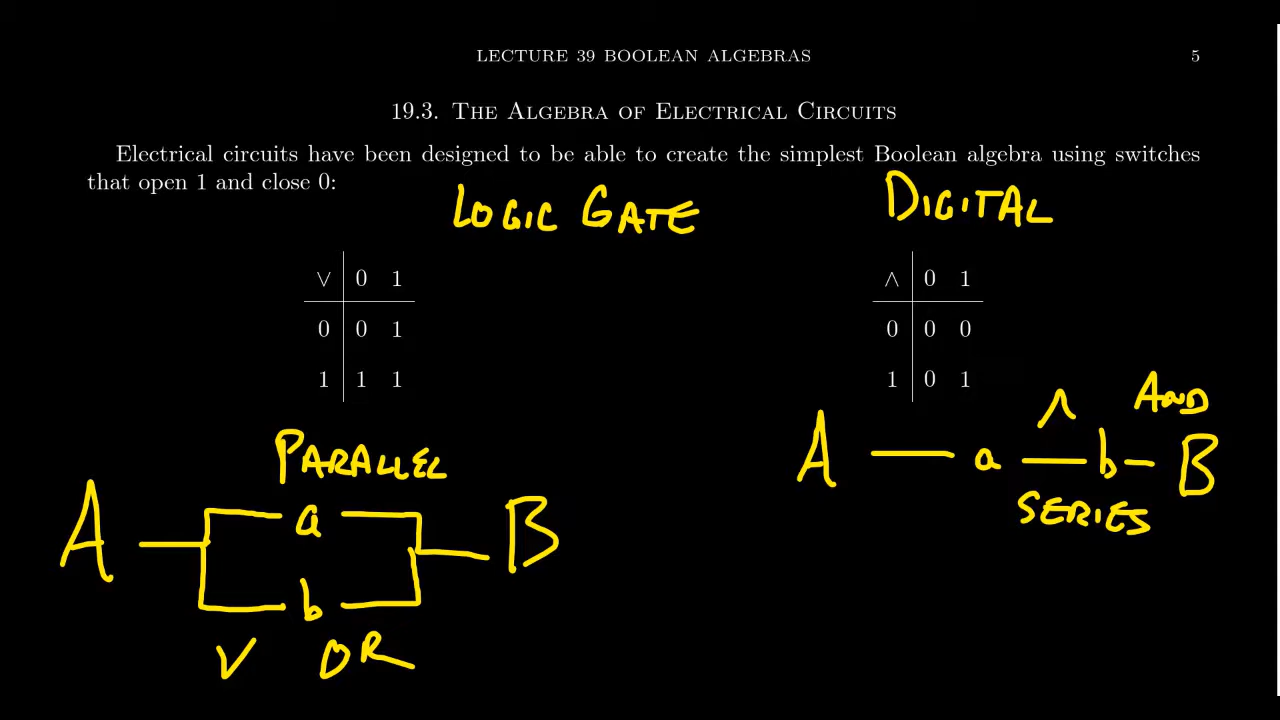 LECTURE 39 BOOLEAN ALGEBRAS 5
19.3. The Algebra of Electrical Circuits
Electrical circuits have been designed to be able to create the simplest Boolean algebra using switches
that open 1 and close 0:
LOGIC GATE DIGITAL
∨ 0 1
0 0 1
1 1 1
∧ 0 1
0 0 0
1 0 1
PARALLEL
A a B
b
∨ OR
∧ AND
A a b B
SERIES